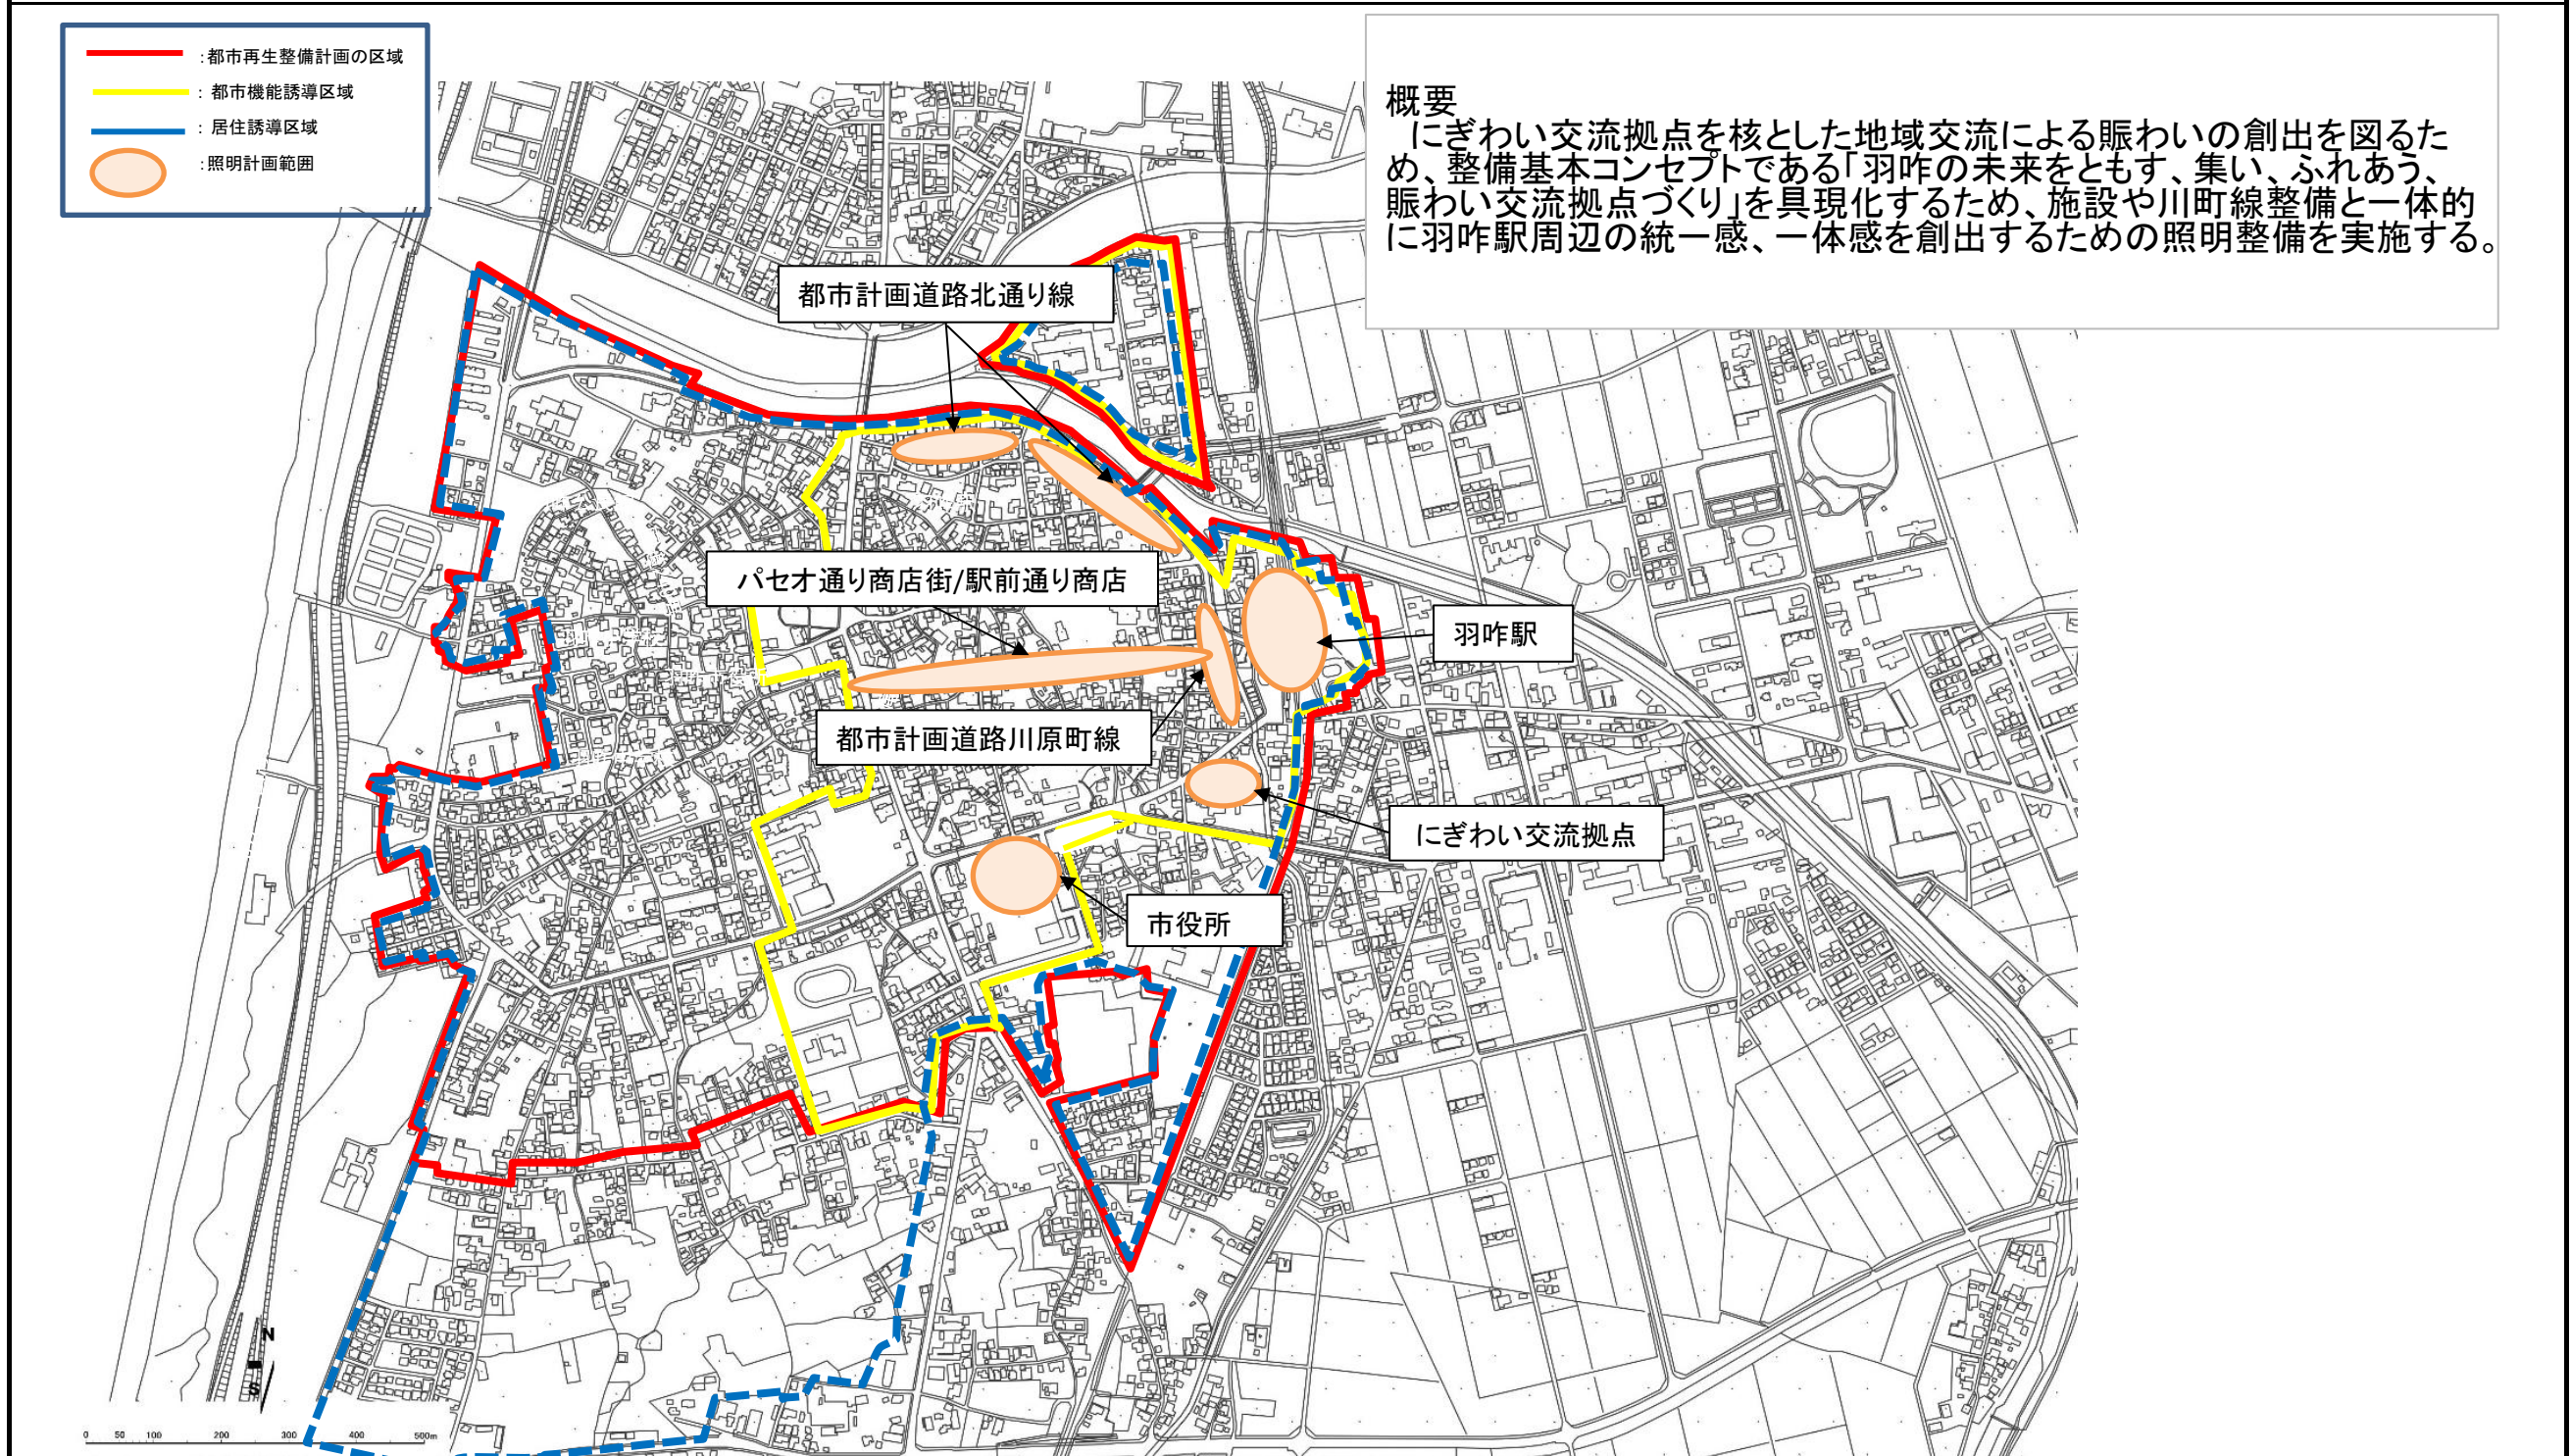 :都市再生整備計画の区域
: 都市機能誘導区域
: 居住誘導区域
:照明計画範囲
概要
にぎわい交流拠点を核とした地域交流による賑わいの創出を図るた
め、整備基本コンセプトである「羽咋の未来をともす、集い、ふれあう、
賑わい交流拠点づくり」を具現化するため、施設や川町線整備と一体的
に羽咋駅周辺の統一感、一体感を創出するための照明整備を実施する。
都市計画道路北通り線
パセオ通り商店街/駅前通り商店
羽咋駅
都市計画道路川原町線
にぎわい交流拠点
市役所
N
S
0 50 100 200 300 400 500m